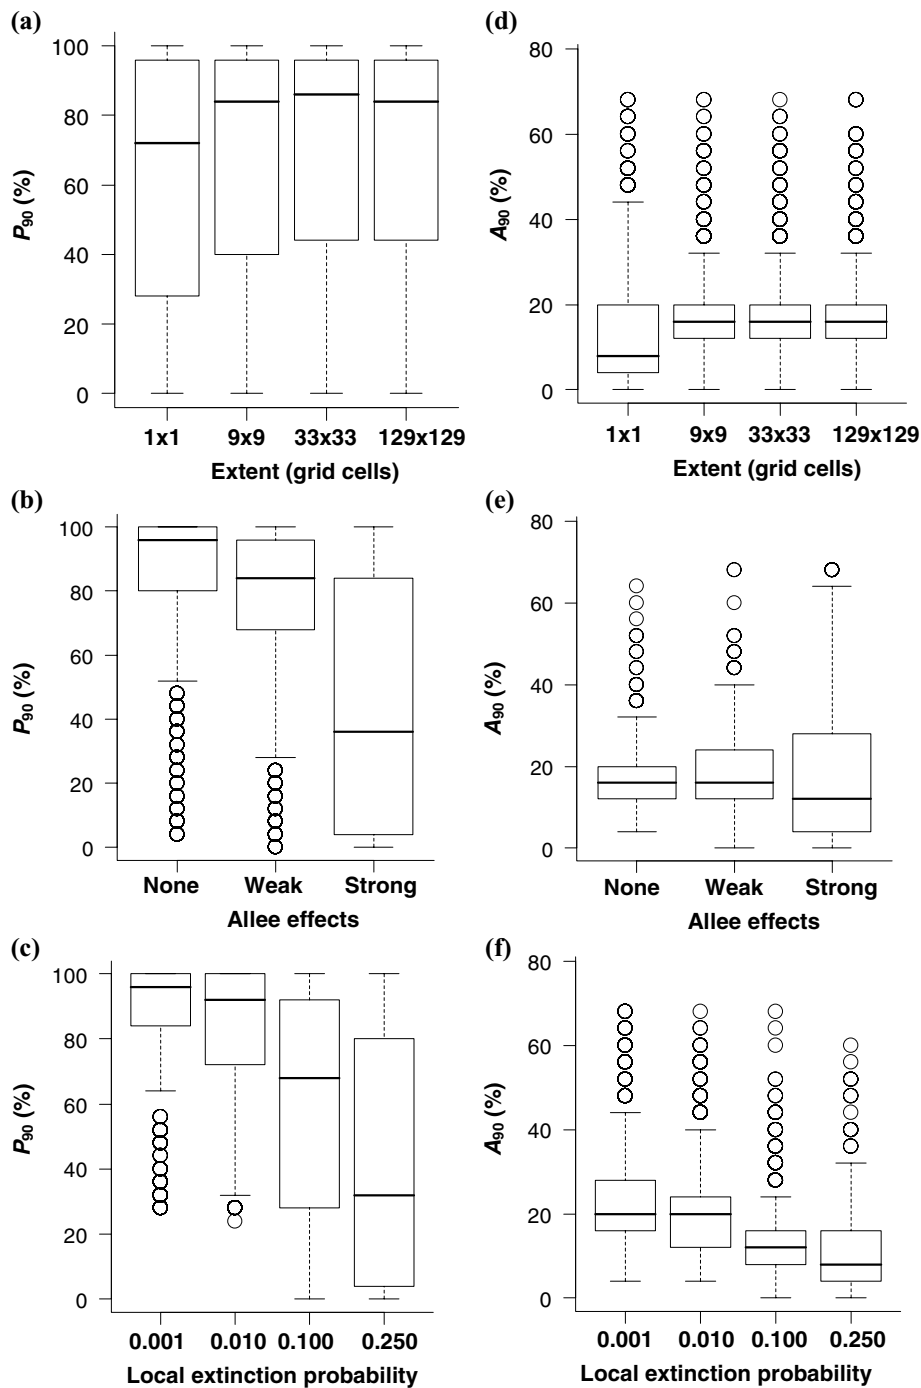 (a)
100
80
60
40
20
0
P90 (%)
1x1 9x9 33x33 129x129
Extent (grid cells)
(d)
80
60
40
20
0
A90 (%)
1x1 9x9 33x33 129x129
Extent (grid cells)
(b)
100
80
60
40
20
0
P90 (%)
None Weak Strong
Allee effects
(e)
80
60
40
20
0
A90 (%)
None Weak Strong
Allee effects
(c)
100
80
60
40
20
0
P90 (%)
0.001 0.010 0.100 0.250
Local extinction probability
(f)
80
60
40
20
0
A90 (%)
0.001 0.010 0.100 0.250
Local extinction probability